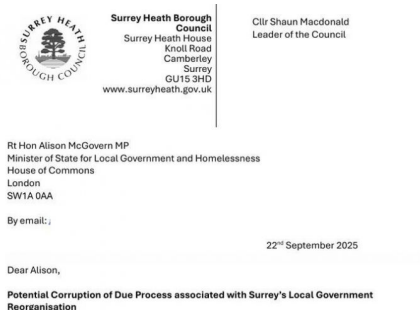 SURREY HEATH
BOROUGH COUNCIL
Surrey Heath Borough
Council
Surrey Heath House
Knoll Road
Camberley
Surrey
GU15 3HD
www.surreyheath.gov.uk
Cllr Shaun Macdonald
Leader of the Council
Rt Hon Alison McGovern MP
Minister of State for Local Government and Homelessness
House of Commons
London
SW1A 0AA
By email:
22nd September 2025
Dear Alison,
Potential Corruption of Due Process associated with Surrey's Local Government
Reorganisation